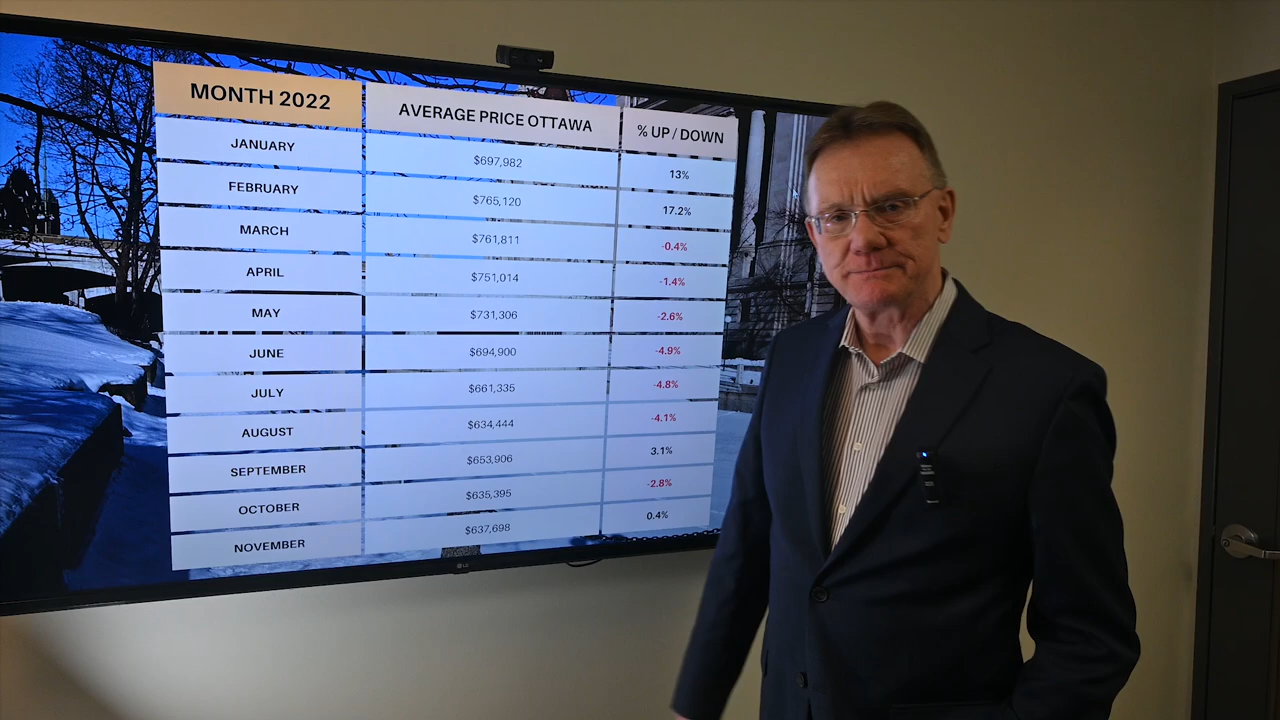 MONTH 2022 AVERAGE PRICE OTTAWA % UP / DOWN
JANUARY $697,982 13%
FEBRUARY $765,120 17.2%
MARCH $761,811 -0.4%
APRIL $751,014 -1.4%
MAY $731,306 -2.6%
JUNE $694,900 -4.9%
JULY $661,335 -4.8%
AUGUST $634,444 -4.1%
SEPTEMBER $653,906 3.1%
OCTOBER $635,395 -2.8%
NOVEMBER $637,698 0.4%
LG